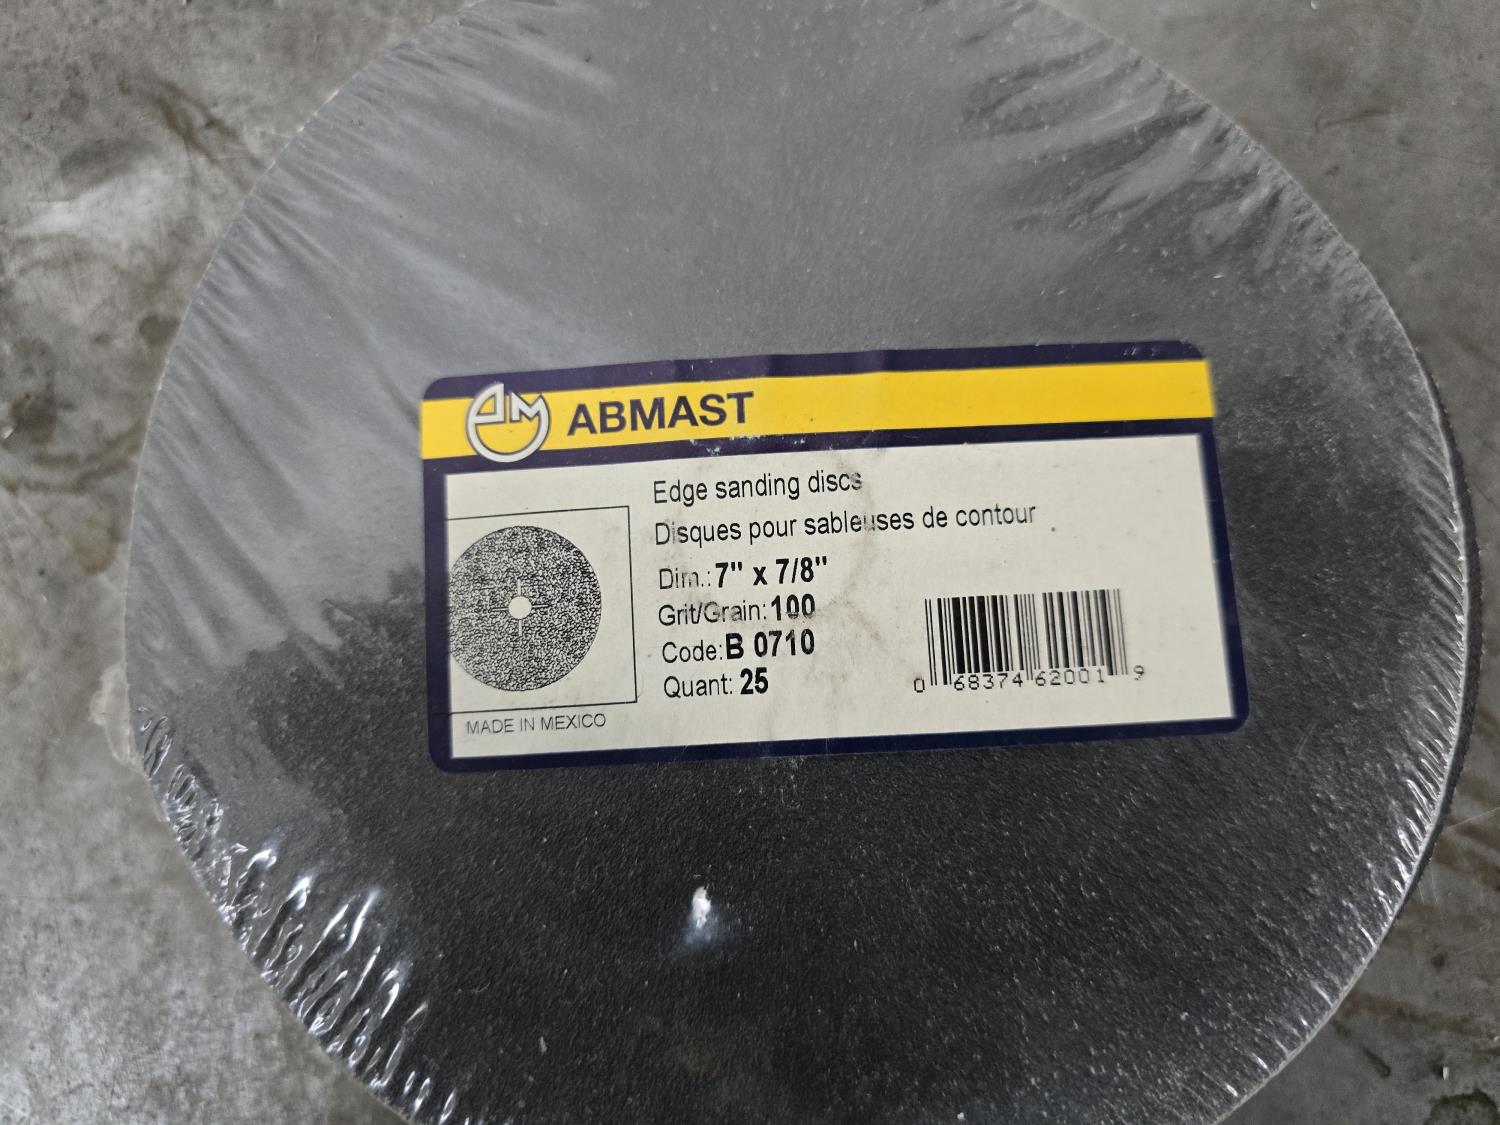 AM ABMAST
Edge sanding discs
Disques pour sableuses de contour
Dim.: 7" x 7/8"
Grit/Grain: 100
Code: B 0710
Quant: 25
MADE IN MEXICO
0 68374 62001 9